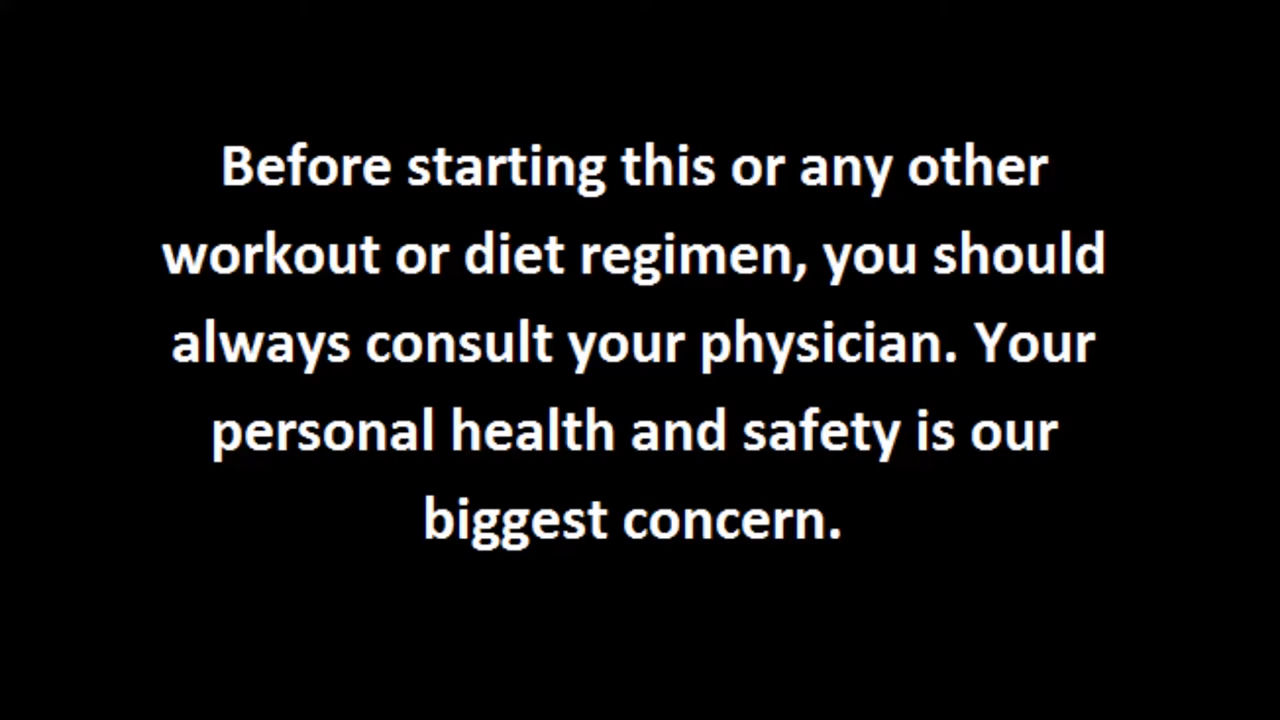 Before starting this or any other
workout or diet regimen, you should
always consult your physician. Your
personal health and safety is our
biggest concern.